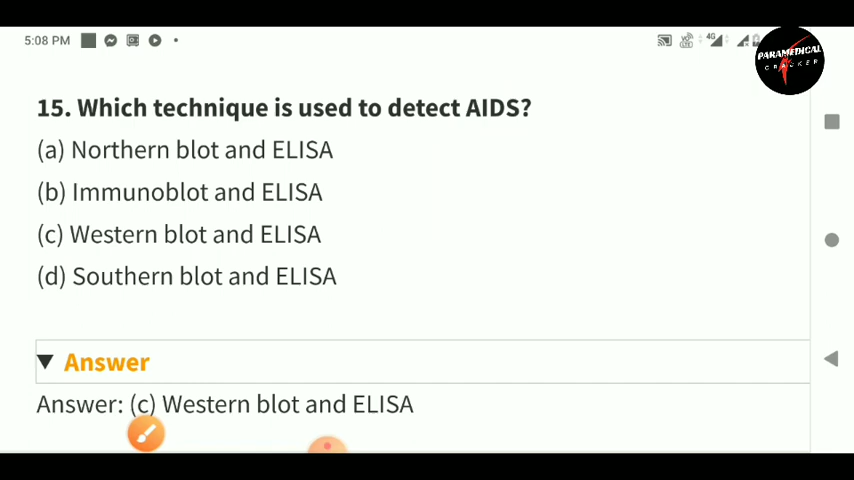 5:08 PM
4G
PARAMEDICAL
CRACKER
15. Which technique is used to detect AIDS?
(a) Northern blot and ELISA
(b) Immunoblot and ELISA
(c) Western blot and ELISA
(d) Southern blot and ELISA
Answer
Answer: (c) Western blot and ELISA